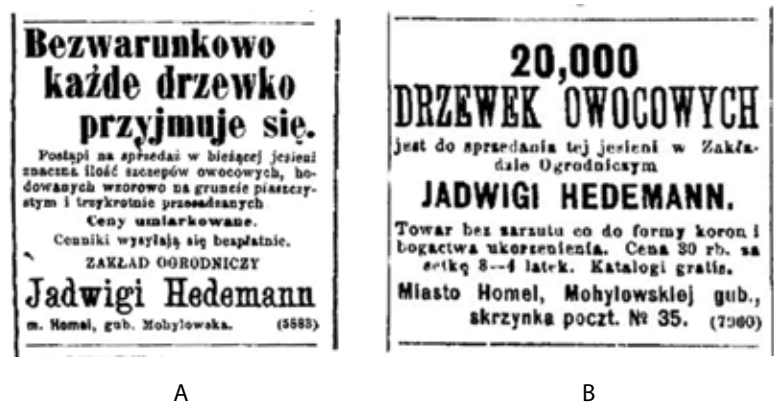 Bezwarunkowo
każde drzewko
przyjmuje się.
Postąpi na sprzedaż w bieżącej jesieni
znaczna ilość szczepów owocowych, ho-
dowanych wzorowo na gruncie piaszczy-
stym i trzykrotnie przesadzanych
Ceny umiarkowane.
Cenniki wysyłają się bezpłatnie.
ZAKŁAD OGRODNICZY
Jadwigi Hedemann
m. Homel, gub. Mohylowska. (5883)
A
20,000
DRZEWEK OWOCOWYCH
jest do sprzedania tej jesieni w Zakła-
dzie Ogrodniczym
JADWIGI HEDEMANN.
Towar bez zarzutu co do formy koron i
bogactwa ukorzenienia. Cena 30 rb. za
setkę 3—4 latek. Katalogi gratis.
Miasto Homel, Mohylowskiej gub.,
skrzynka poczt. № 35. (7960)
B